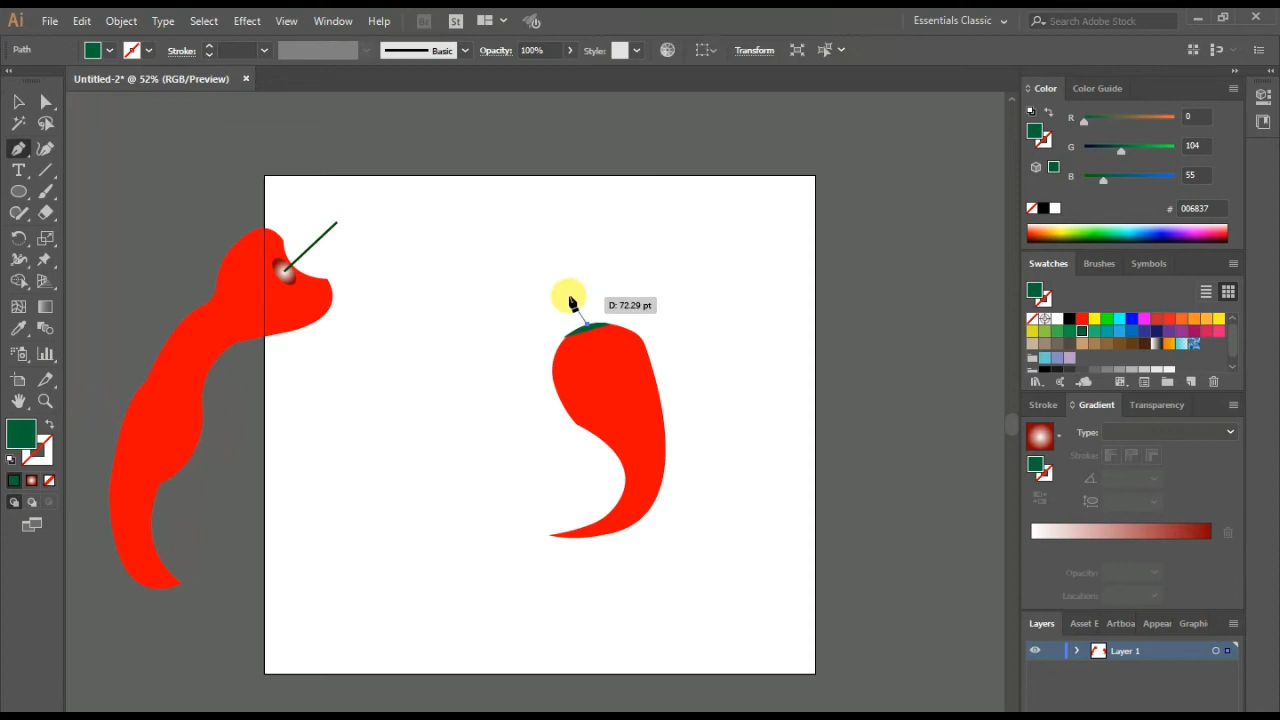 Ai File Edit Object Type Select Effect View Window Help Br St Essentials Classic Search Adobe Stock
Path Stroke: Basic Opacity: 100% Style: Transform
Untitled-2* @ 52% (RGB/Preview)
Color Color Guide
R 0
G 104
B 55
# 006837
Swatches Brushes Symbols
D: 72.29 pt
Stroke Gradient Transparency
Type:
Stroke:
Opacity:
Location:
Layers Asset E Artboa Appear Graphi
Layer 1